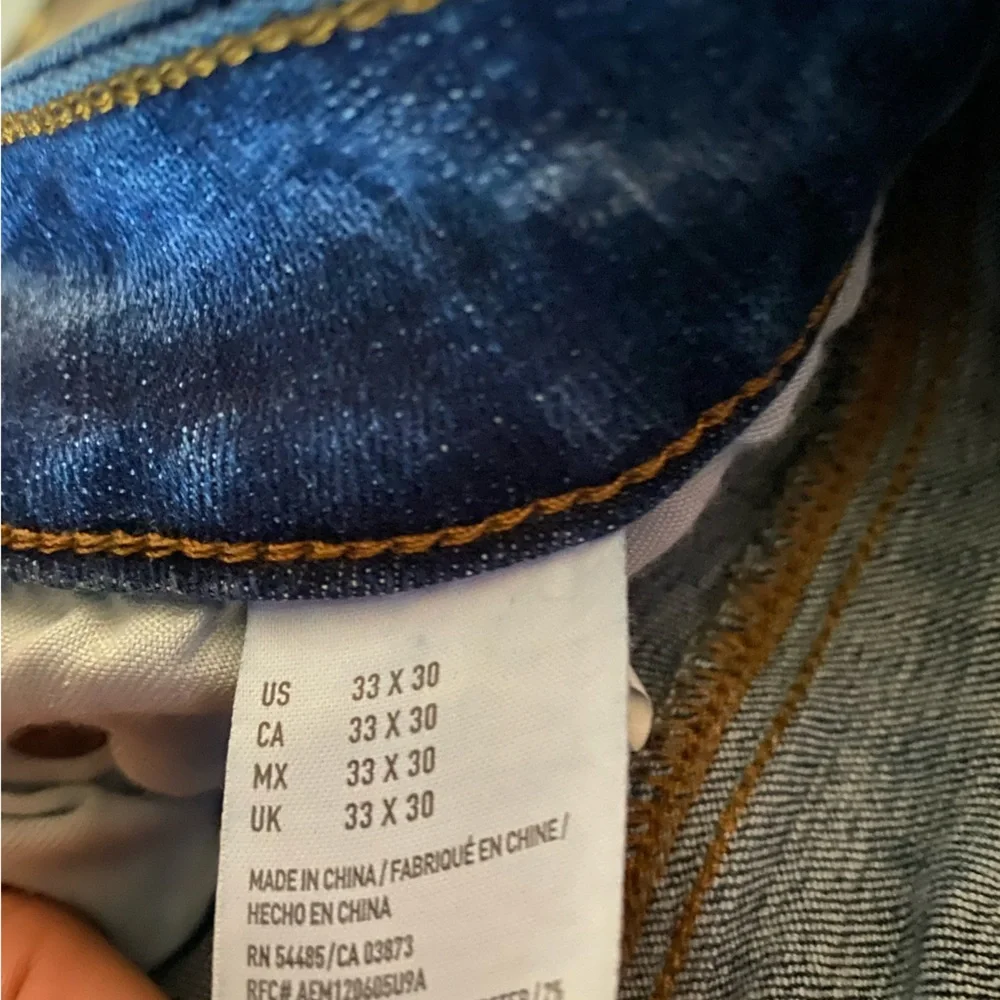 US 33 X 30
CA 33 X 30
MX 33 X 30
UK 33 X 30
MADE IN CHINA / FABRIQUÉ EN CHINE /
HECHO EN CHINA
RN 54485/CA 03873
RFC# AEM120605U9A